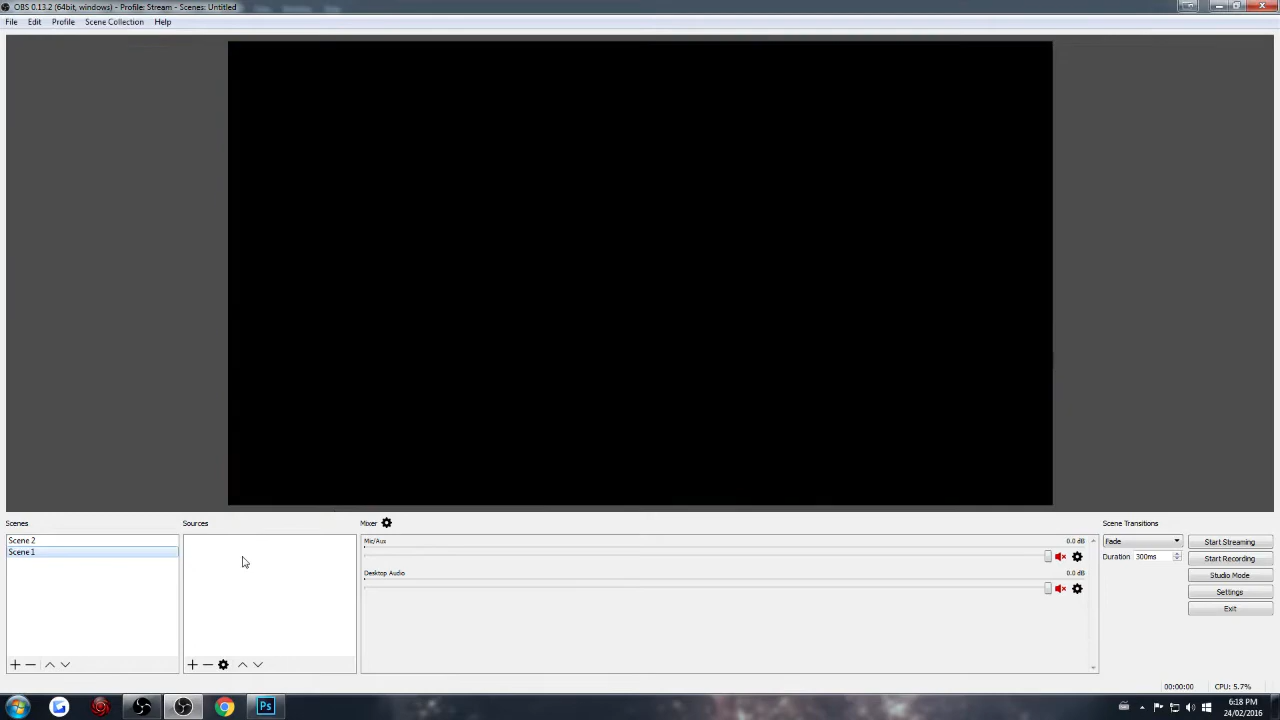 OBS 0.13.2 (64bit, windows) - Profile: Stream - Scenes: Untitled
File Edit Profile Scene Collection Help
Scenes Sources Mixer Scene Transitions
Scene 2
Scene 1
Mic/Aux 0.0 dB
Desktop Audio 0.0 dB
Fade
Duration 300ms
Start Streaming
Start Recording
Studio Mode
Settings
Exit
00:00:00 CPU: 5.7%
Ps
6:18 PM
24/02/2016